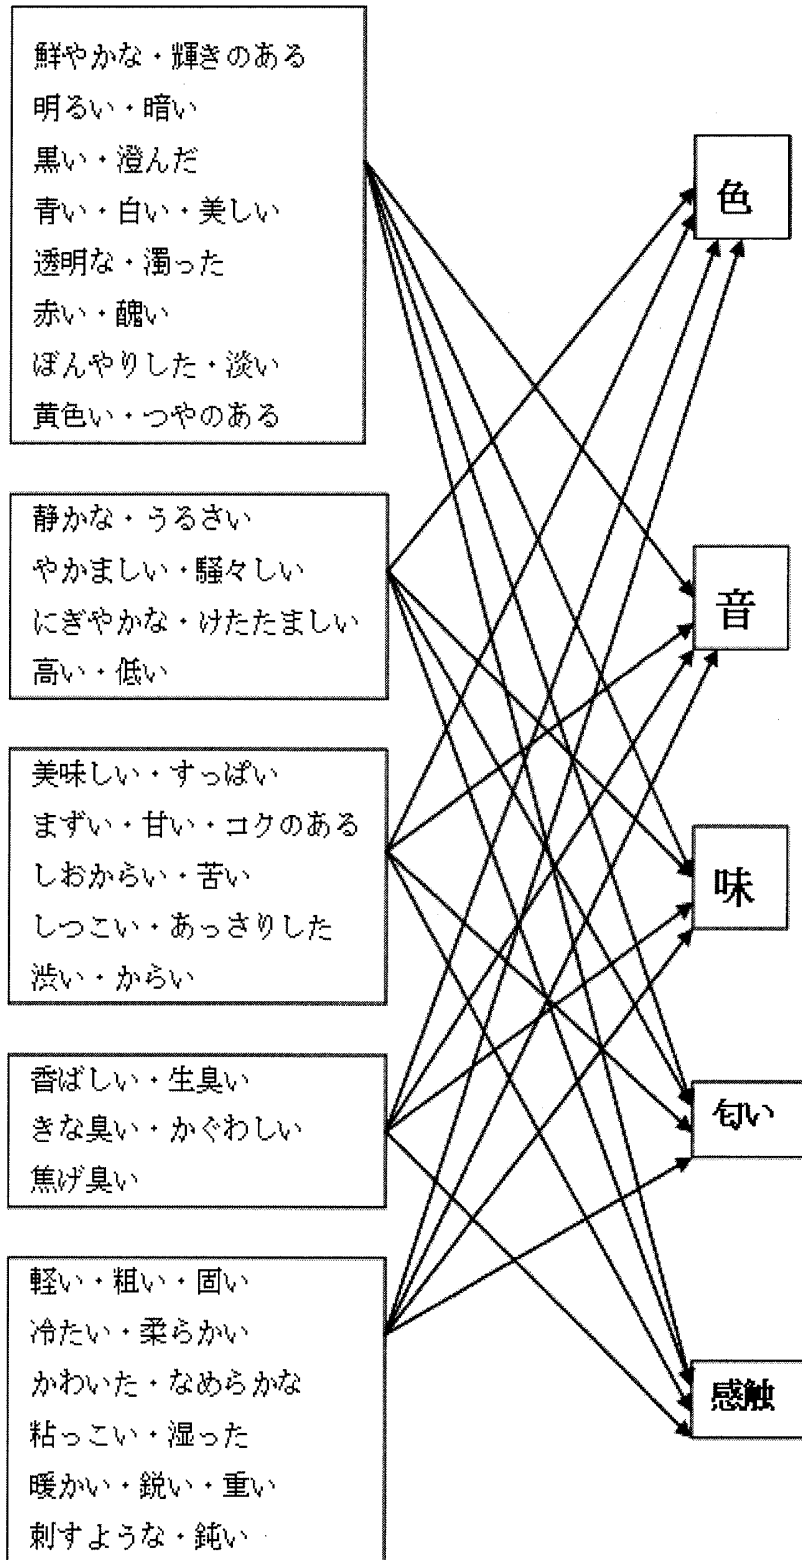 鮮やかな・輝きのある
明るい・暗い
黒い・澄んだ
青い・白い・美しい
透明な・濁った
赤い・醜い
ぼんやりした・淡い
黄色い・つやのある
静かな・うるさい
やかましい・騒々しい
にぎやかな・けたたましい
高い・低い
美味しい・すっぱい
まずい・甘い・コクのある
しおからい・苦い
しつこい・あっさりした
渋い・からい
香ばしい・生臭い
きな臭い・かぐわしい
焦げ臭い
軽い・粗い・固い
冷たい・柔らかい
かわいた・なめらかな
粘っこい・湿った
暖かい・鋭い・重い
刺すような・鈍い
色
音
味
匂い
感触